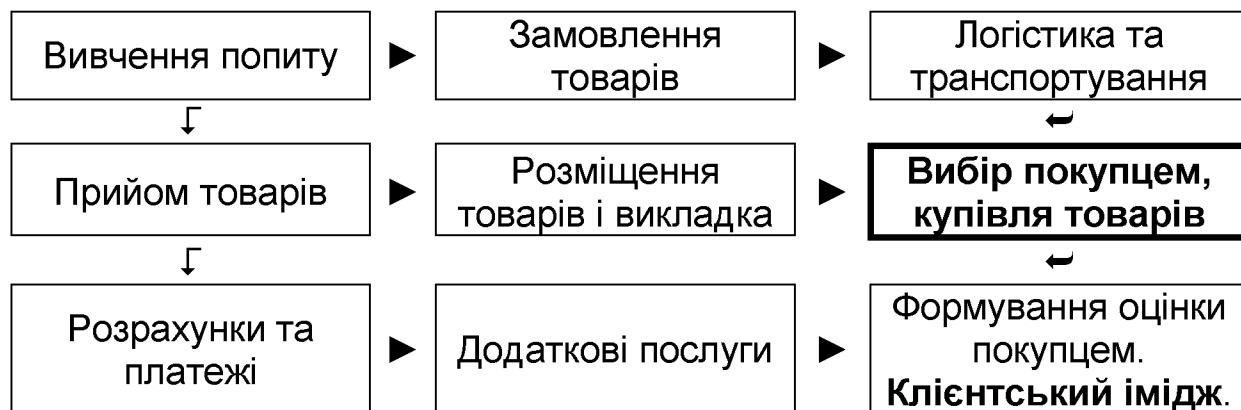 Вивчення попиту
Замовлення
товарів
Логістика та
транспортування
Прийом товарів
Розміщення
товарів і викладка
Вибір покупцем,
купівля товарів
Розрахунки та
платежі
Додаткові послуги
Формування оцінки
покупцем.
Клієнтський імідж.